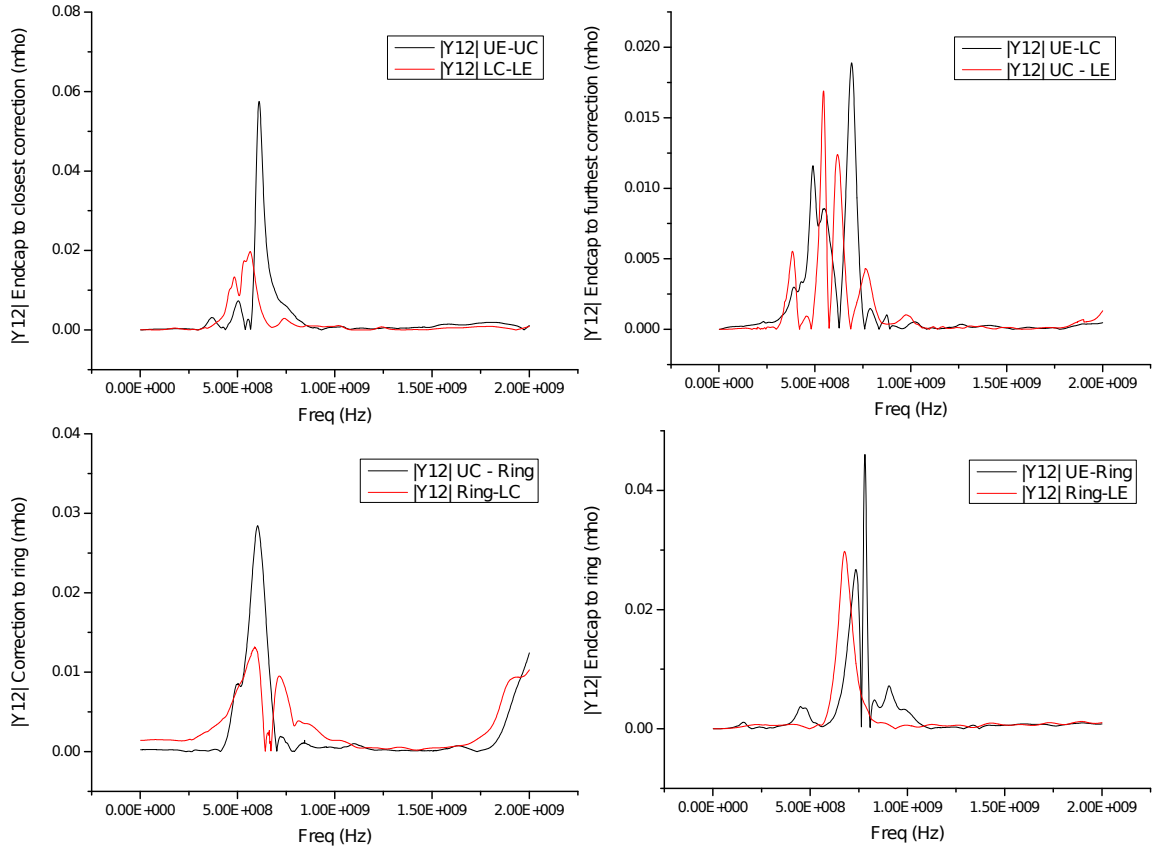 |Y12| Endcap to closest correction (mho)
0.08
0.06
0.04
0.02
0.00
|Y12| UE-UC
|Y12| LC-LE
0.00E+000 5.00E+008 1.00E+009 1.50E+009 2.00E+009
Freq (Hz)
|Y12| Endcap to furthest correction (mho)
0.020
0.015
0.010
0.005
0.000
|Y12| UE-LC
|Y12| UC - LE
0.00E+000 5.00E+008 1.00E+009 1.50E+009 2.00E+009
Freq (Hz)
|Y12| Correction to ring (mho)
0.04
0.03
0.02
0.01
0.00
|Y12| UC - Ring
|Y12| Ring-LC
0.00E+000 5.00E+008 1.00E+009 1.50E+009 2.00E+009
Freq (Hz)
|Y12| Endcap to ring (mho)
0.04
0.02
0.00
|Y12| UE-Ring
|Y12| Ring-LE
0.00E+000 5.00E+008 1.00E+009 1.50E+009 2.00E+009
Freq (Hz)